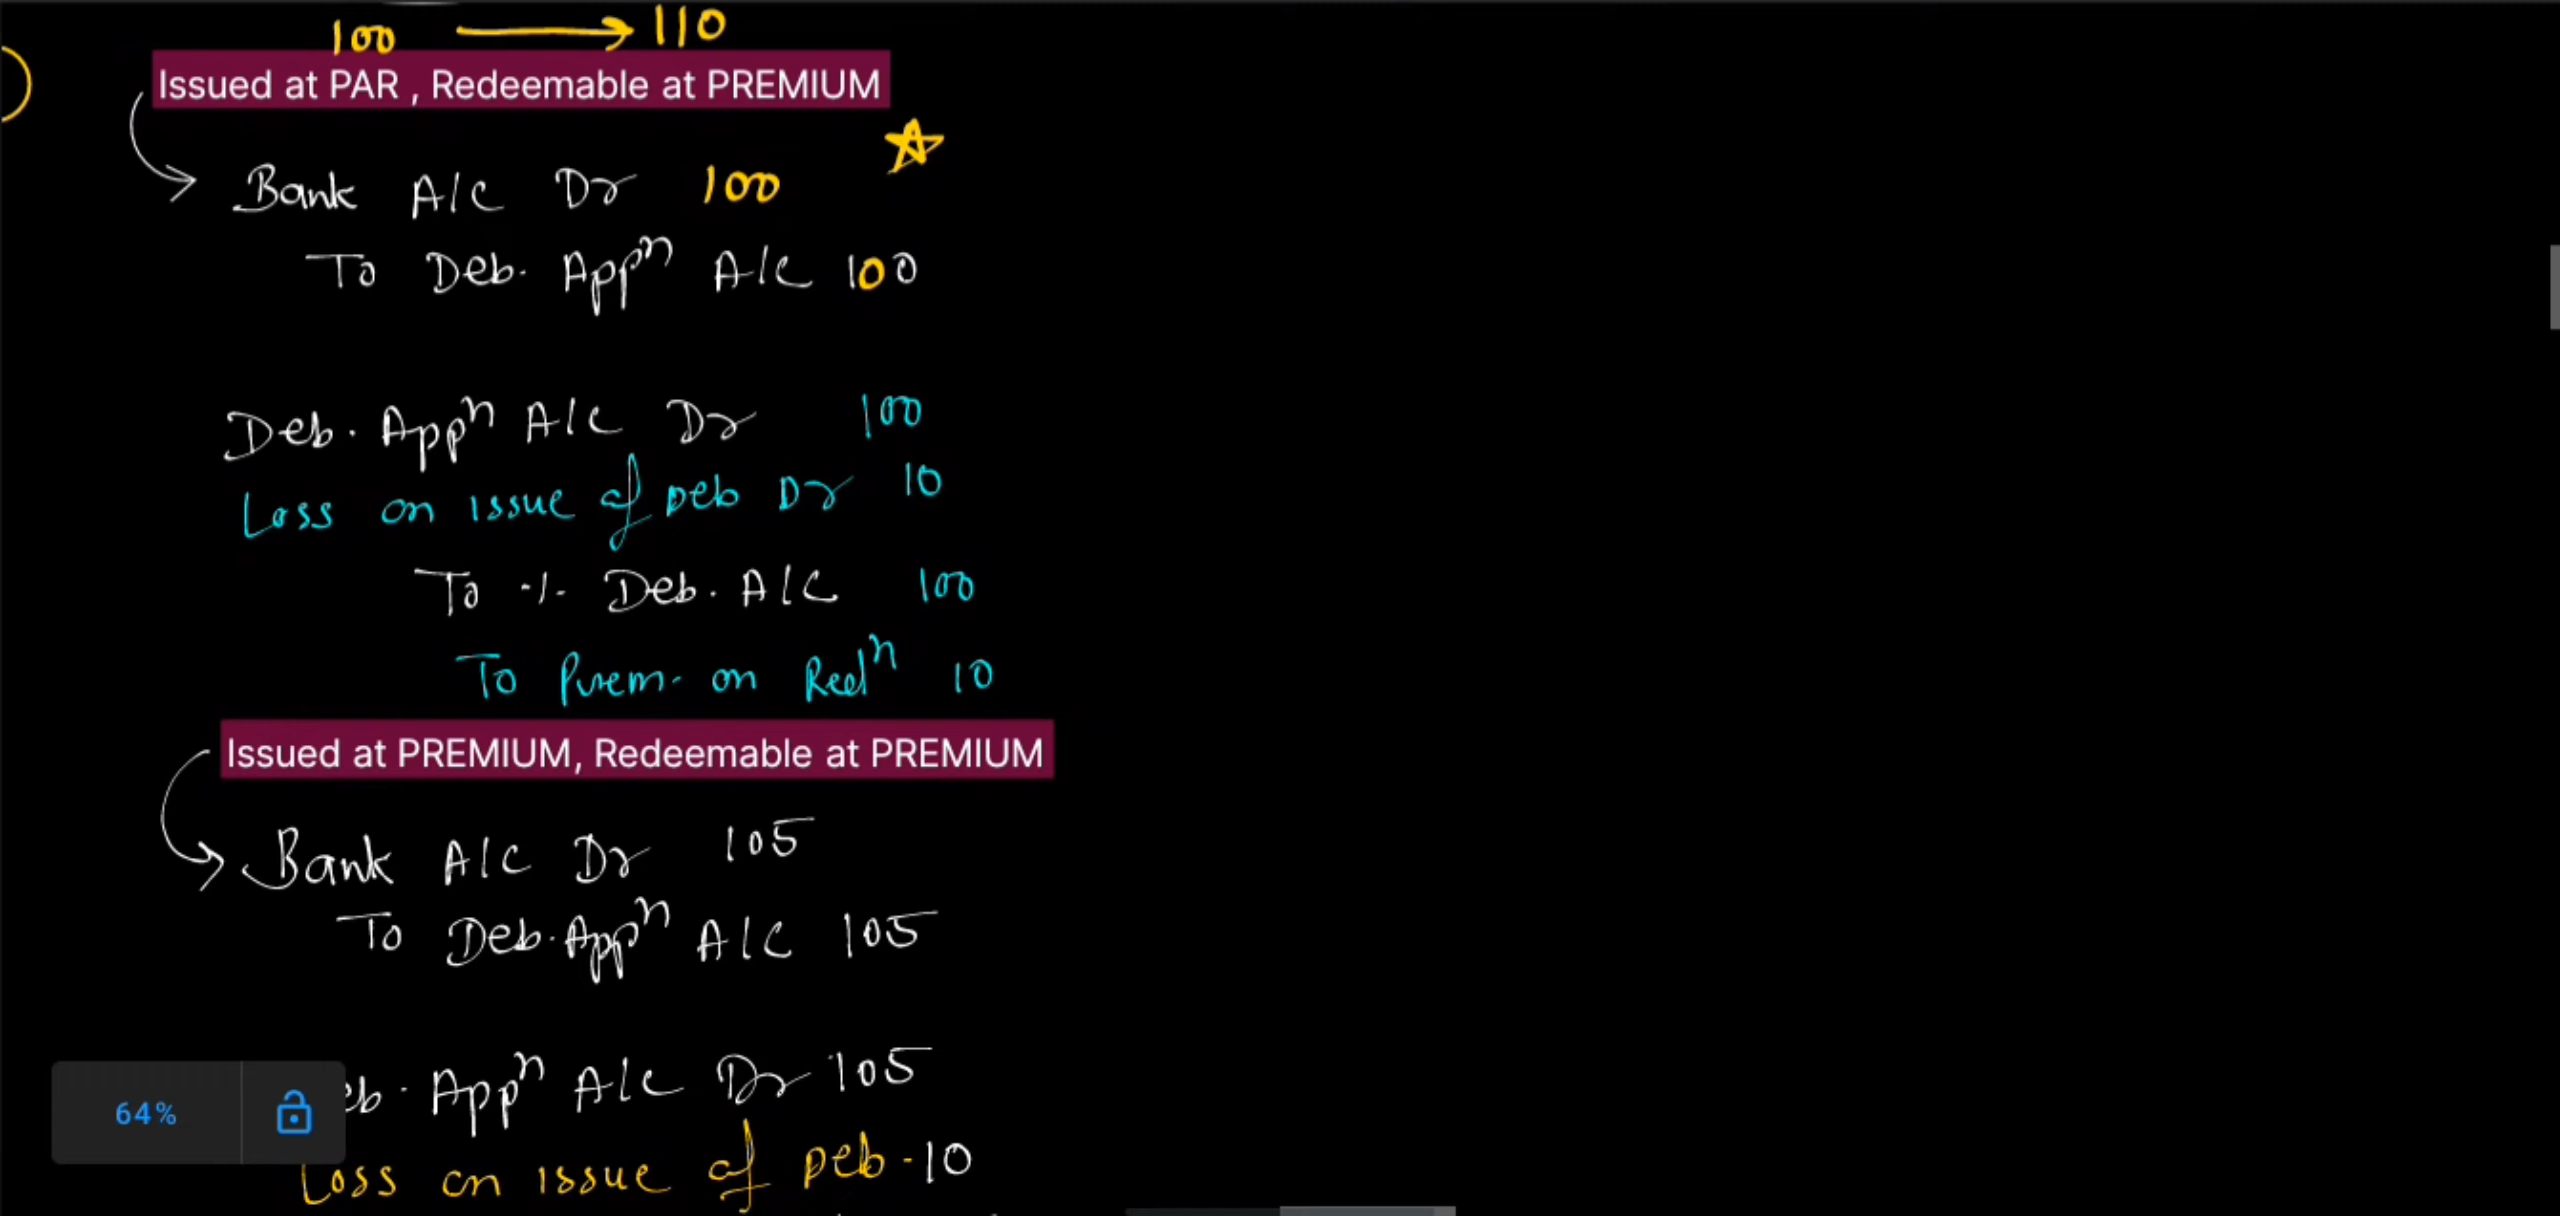 100 → 110
Issued at PAR , Redeemable at PREMIUM
Bank A/C Dr 100
To Deb. Appⁿ A/C 100
Deb. Appⁿ A/C Dr 100
Loss on issue of Deb Dr 10
To -/. Deb. A/C 100
To Prem. on Redⁿ 10
Issued at PREMIUM, Redeemable at PREMIUM
Bank A/C Dr 105
To Deb. Appⁿ A/C 105
eb. Appⁿ A/C Dr 105
64%
Loss on issue of Deb - 10